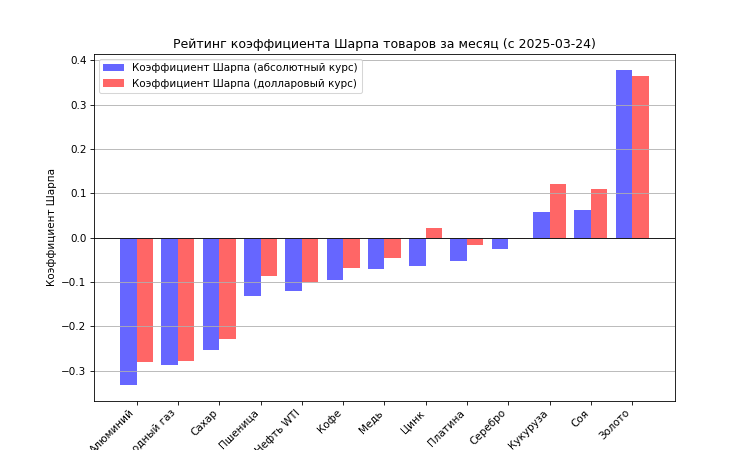 Рейтинг коэффициента Шарпа товаров за месяц (с 2025-03-24)
Коэффициент Шарпа (абсолютный курс)
Коэффициент Шарпа (долларовый курс)
Коэффициент Шарпа
0.4
0.3
0.2
0.1
0.0
−0.1
−0.2
−0.3
Алюминий
одный газ
Сахар
Пшеница
Нефть WTI
Кофе
Медь
Цинк
Платина
Серебро
Кукуруза
Соя
Золото